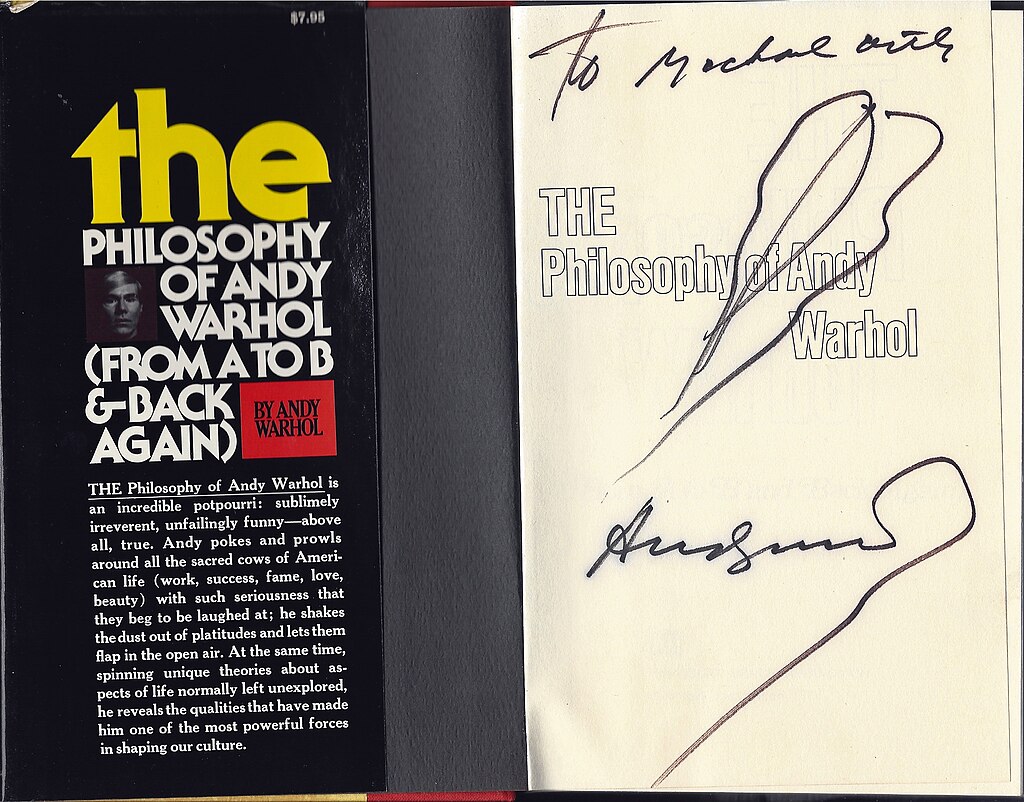 $7.95
the
PHILOSOPHY
OF ANDY
WARHOL
(FROM A TO B
&-BACK
AGAIN)
BY ANDY
WARHOL
THE Philosophy of Andy Warhol is
an incredible potpourri: sublimely
irreverent, unfailingly funny—above
all, true. Andy pokes and prowls
around all the sacred cows of Ameri-
can life (work, success, fame, love,
beauty) with such seriousness that
they beg to be laughed at; he shakes
the dust out of platitudes and lets them
flap in the open air. At the same time,
spinning unique theories about as-
pects of life normally left unexplored,
he reveals the qualities that have made
him one of the most powerful forces
in shaping our culture.
To Michael
THE
Philosophy of Andy
Warhol